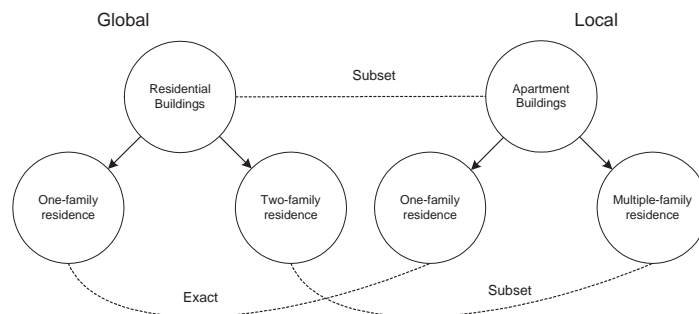 Global
Local
Subset
Residential
Buildings
Apartment
Buildings
One-family
residence
Two-family
residence
One-family
residence
Multiple-family
residence
Exact
Subset